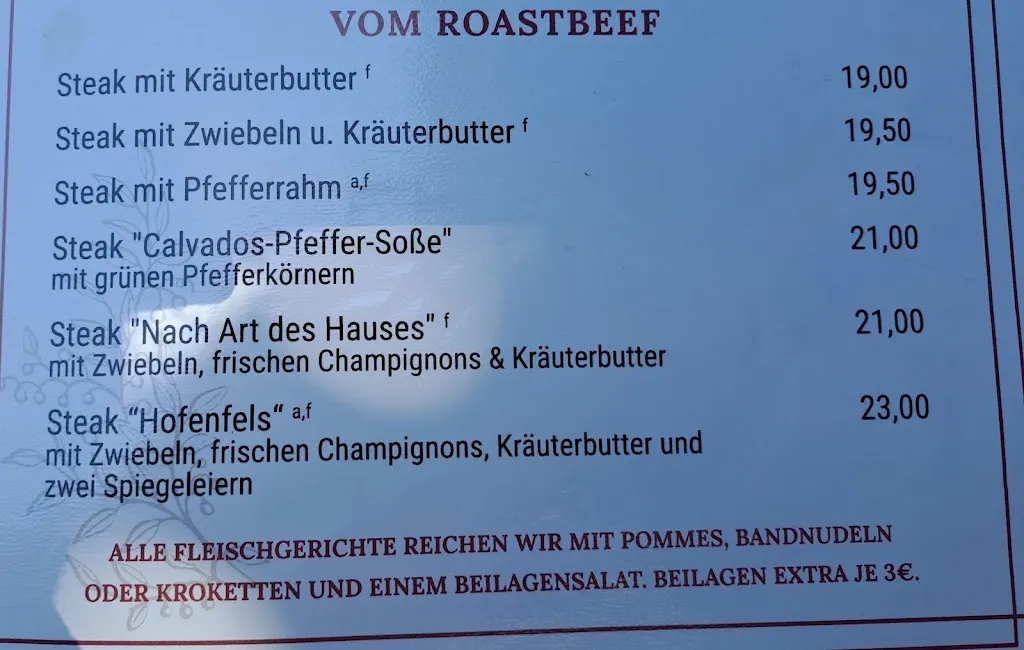 VOM ROASTBEEF
Steak mit Kräuterbutter f 19,00
Steak mit Zwiebeln u. Kräuterbutter f 19,50
Steak mit Pfefferrahm a,f 19,50
Steak "Calvados-Pfeffer-Soße" 21,00
mit grünen Pfefferkörnern
Steak "Nach Art des Hauses" f 21,00
mit Zwiebeln, frischen Champignons & Kräuterbutter
Steak “Hofenfels“ a,f 23,00
mit Zwiebeln, frischen Champignons, Kräuterbutter und
zwei Spiegeleiern
ALLE FLEISCHGERICHTE REICHEN WIR MIT POMMES, BANDNUDELN
ODER KROKETTEN UND EINEM BEILAGENSALAT. BEILAGEN EXTRA JE 3€.